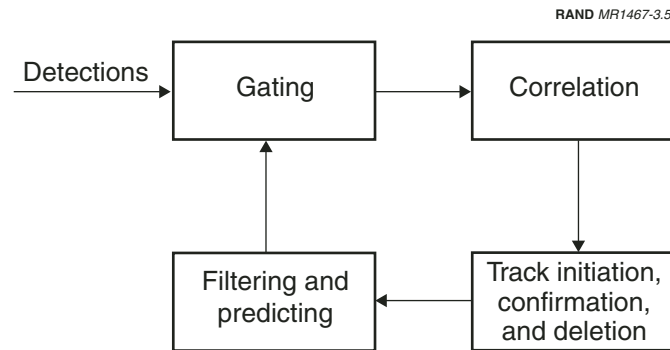 RAND MR1467-3.5
Detections
Gating
Correlation
Filtering and
predicting
Track initiation,
confirmation,
and deletion